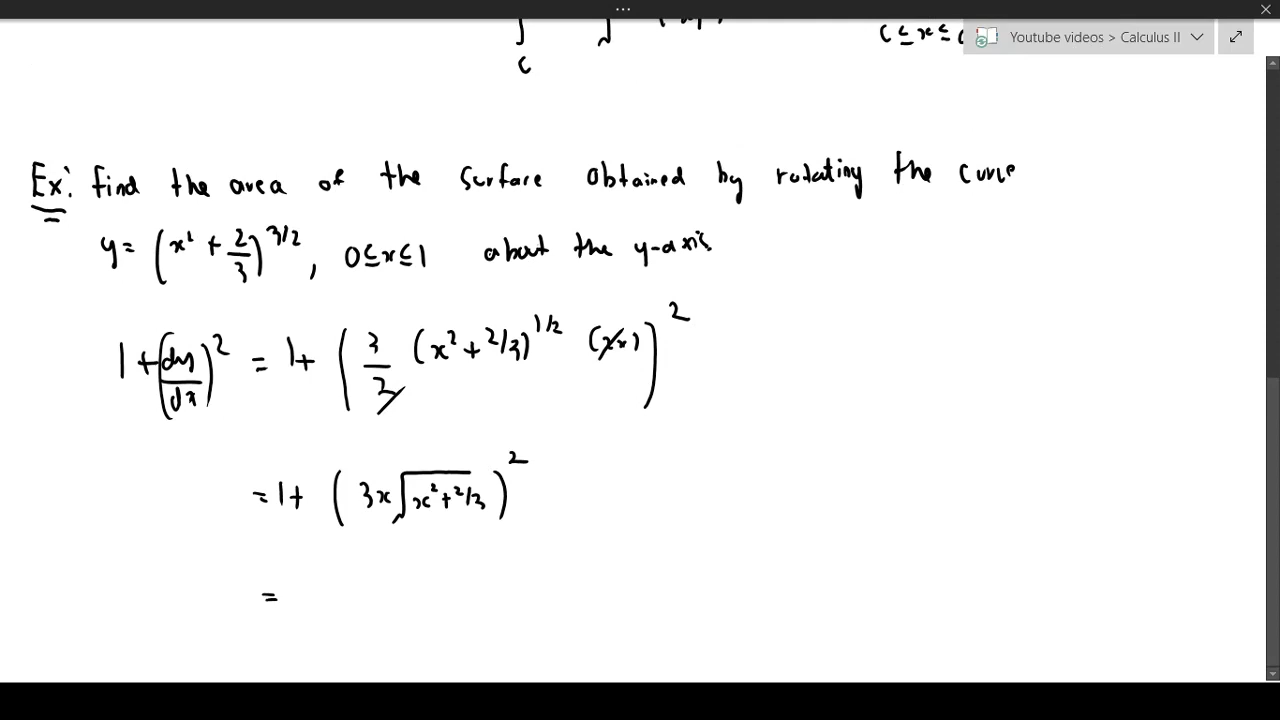 Youtube videos > Calculus II
Ex: Find the area of the surface obtained by rotating the curve
y = (x² + 2/3)^{3/2}, 0 ≤ x ≤ 1 about the y-axis
1 + (dy/dx)² = 1 + (3/2 (x² + 2/3)^{1/2} (2x))²
= 1 + (3x√(x² + 2/3))²
=